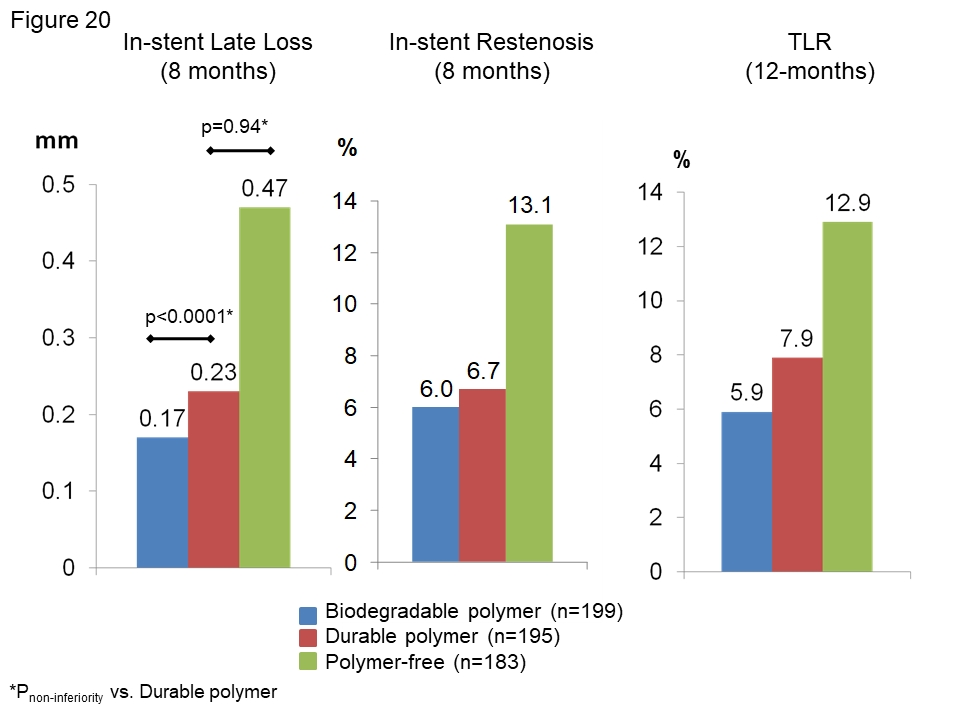 Figure 20
In-stent Late Loss
(8 months)
mm
p=0.94*
p<0.0001*
0.5
0.4
0.3
0.2
0.1
0
0.17
0.23
0.47
In-stent Restenosis
(8 months)
%
14
12
10
8
6
4
2
0
6.0
6.7
13.1
TLR
(12-months)
%
14
12
10
8
6
4
2
0
5.9
7.9
12.9
Biodegradable polymer (n=199)
Durable polymer (n=195)
Polymer-free (n=183)
*Pnon-inferiority vs. Durable polymer